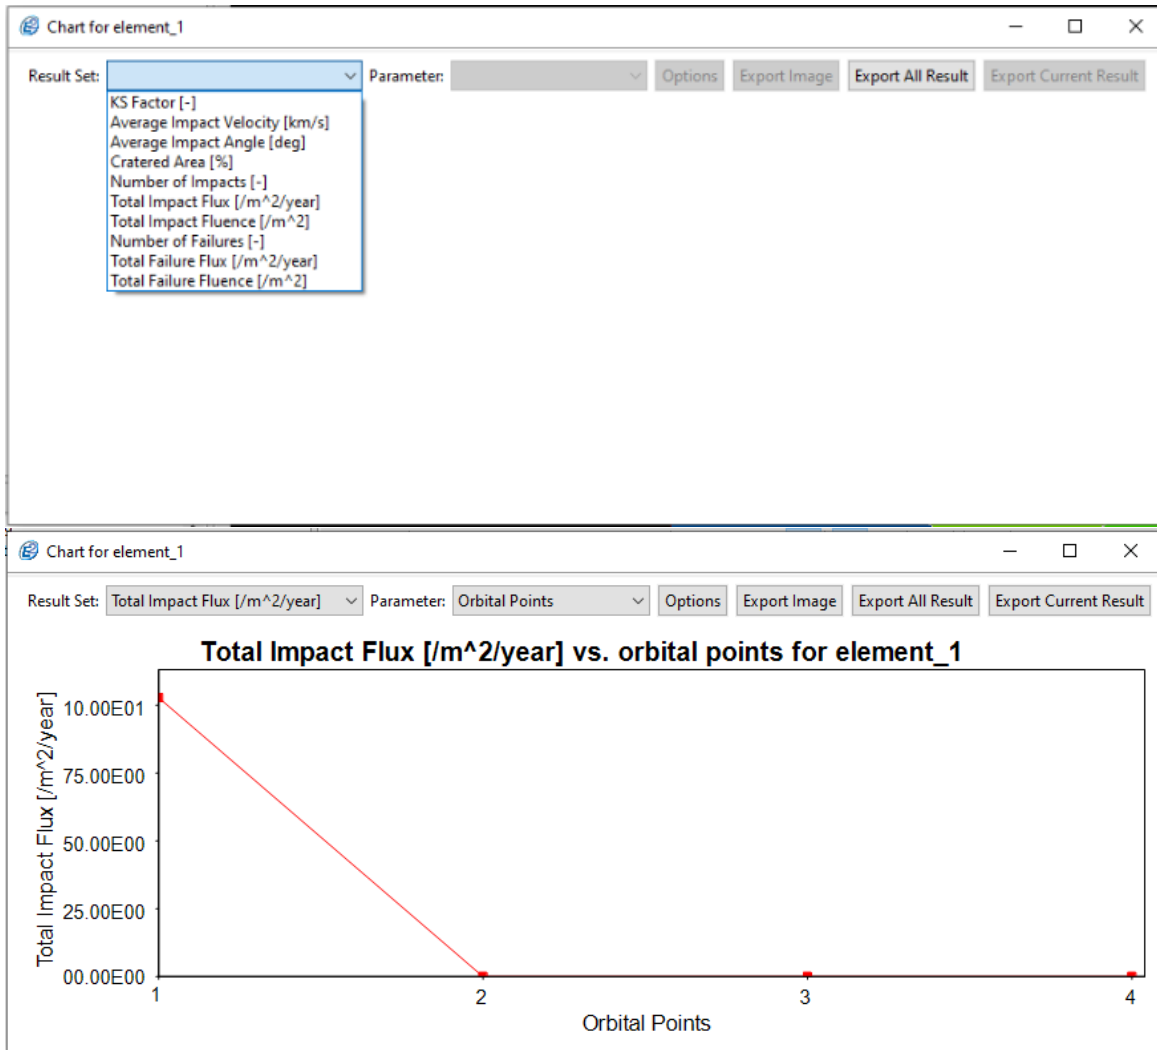 Chart for element_1
Result Set: Parameter: Options Export Image Export All Result Export Current Result
KS Factor [-]
Average Impact Velocity [km/s]
Average Impact Angle [deg]
Cratered Area [%]
Number of Impacts [-]
Total Impact Flux [/m^2/year]
Total Impact Fluence [/m^2]
Number of Failures [-]
Total Failure Flux [/m^2/year]
Total Failure Fluence [/m^2]
Chart for element_1
Result Set: Total Impact Flux [/m^2/year] Parameter: Orbital Points Options Export Image Export All Result Export Current Result
Total Impact Flux [/m^2/year] vs. orbital points for element_1
Total Impact Flux [/m^2/year]
10.00E01
75.00E00
50.00E00
25.00E00
00.00E00
1 2 3 4
Orbital Points